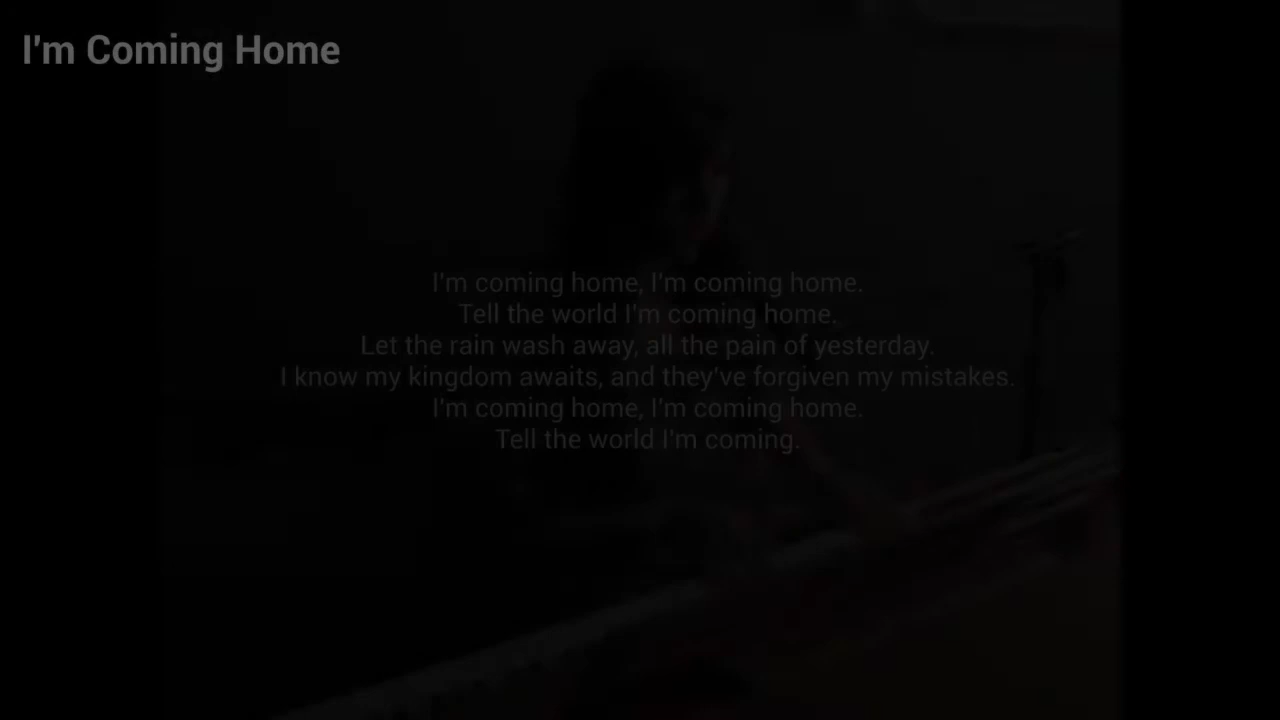 I'm Coming Home
I'm coming home, I'm coming home.
Tell the world I'm coming home.
Let the rain wash away, all the pain of yesterday.
I know my kingdom awaits, and they've forgiven my mistakes.
I'm coming home, I'm coming home.
Tell the world I'm coming.